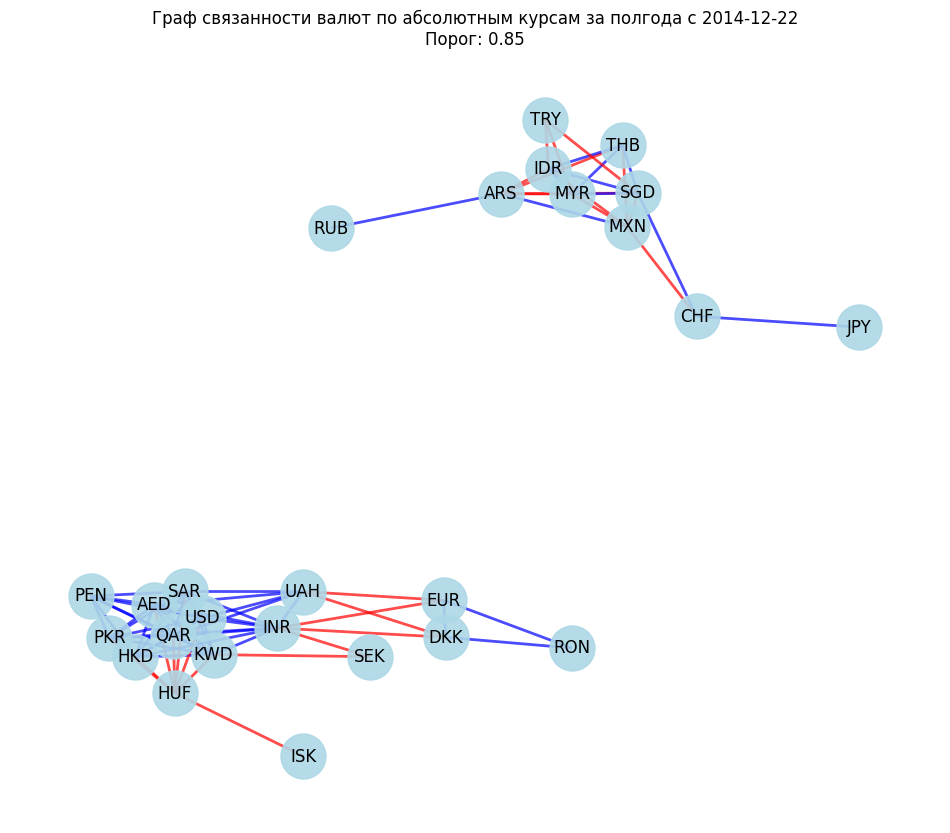 Граф связанности валют по абсолютным курсам за полгода с 2014-12-22
Порог: 0.85
TRY
THB
IDR
ARS
MYR
SGD
RUB
MXN
CHF
JPY
PEN
SAR
AED
UAH
EUR
USD
INR
PKR
QAR
DKK
HKD
KWD
SEK
RON
HUF
ISK